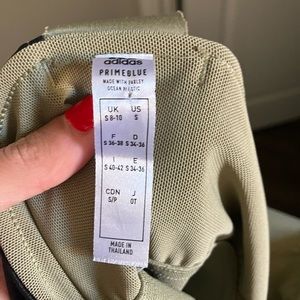 adidas
PRIMEBLUE
MADE WITH PARLEY
OCEAN PLASTIC
UK US
S 8-10 S
F D
S 36-38 S 34-36
I E
S 40-42 S 34-36
CDN J
S/P OT
MADE IN
THAILAND